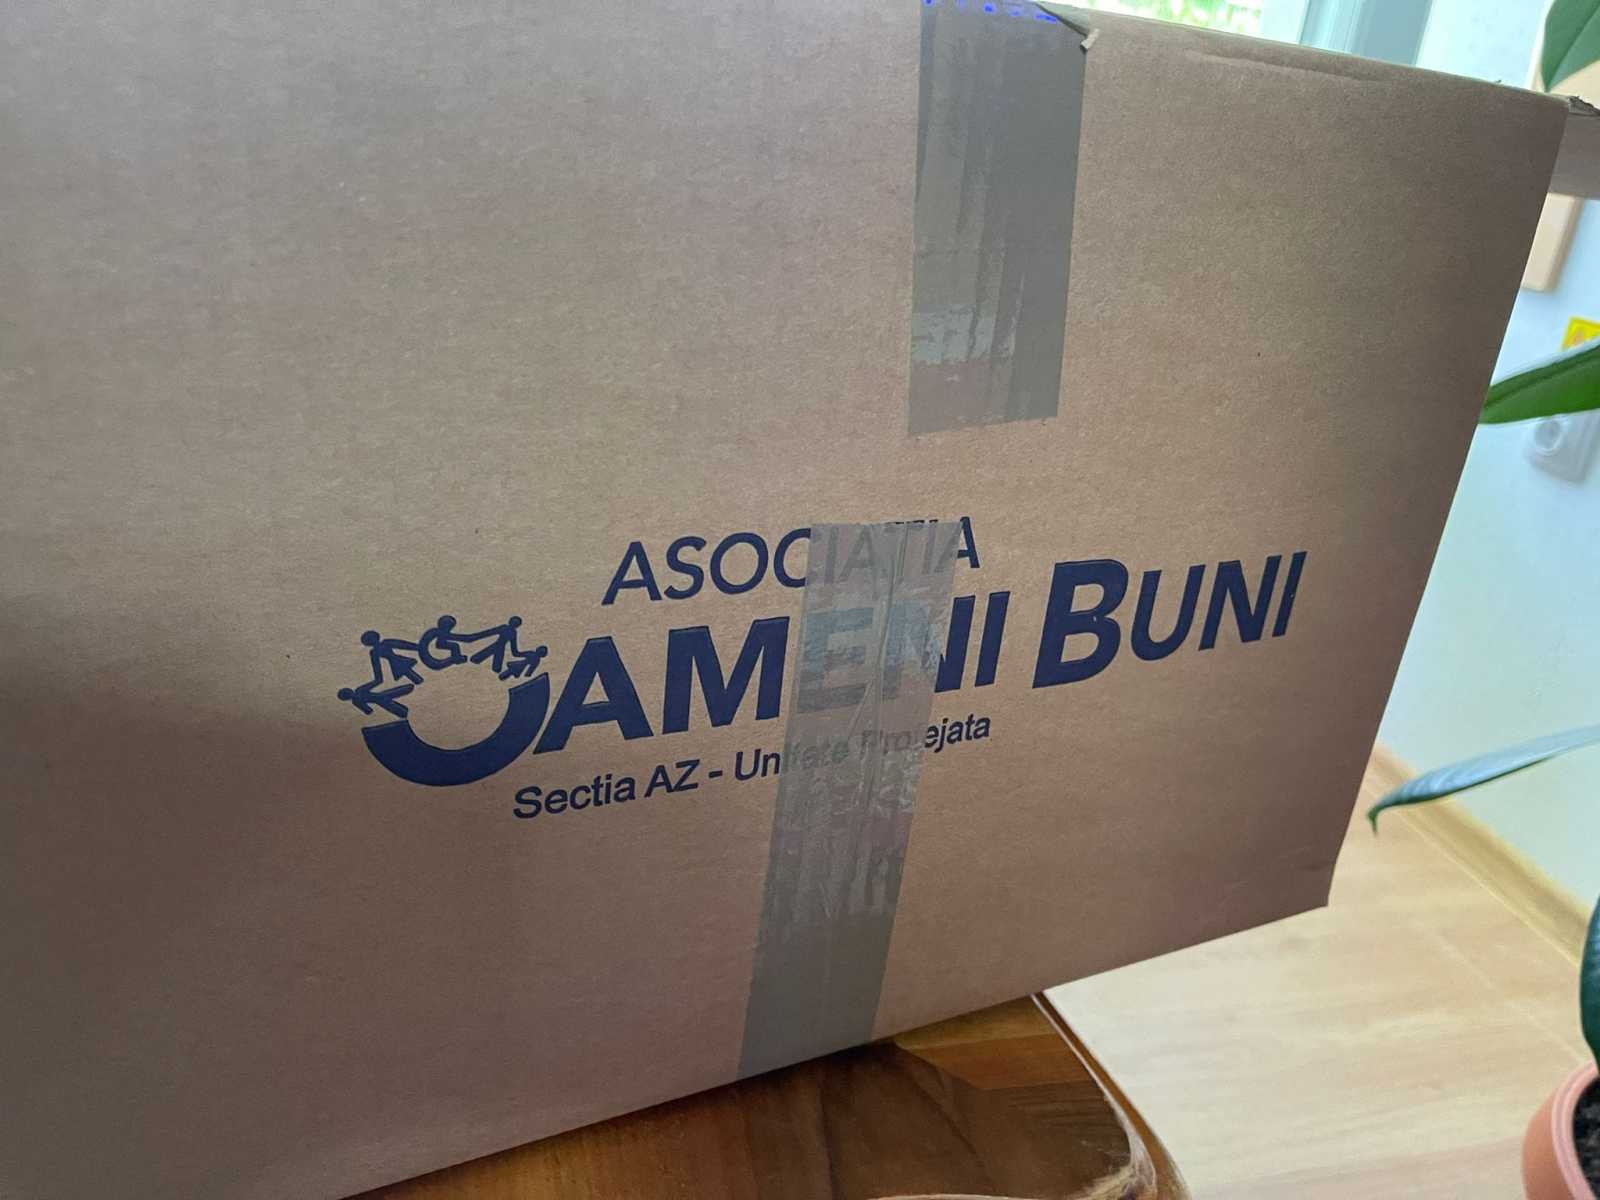 ASOCIATIA
OAMENI BUNI
Sectia AZ - Unitate Protejata